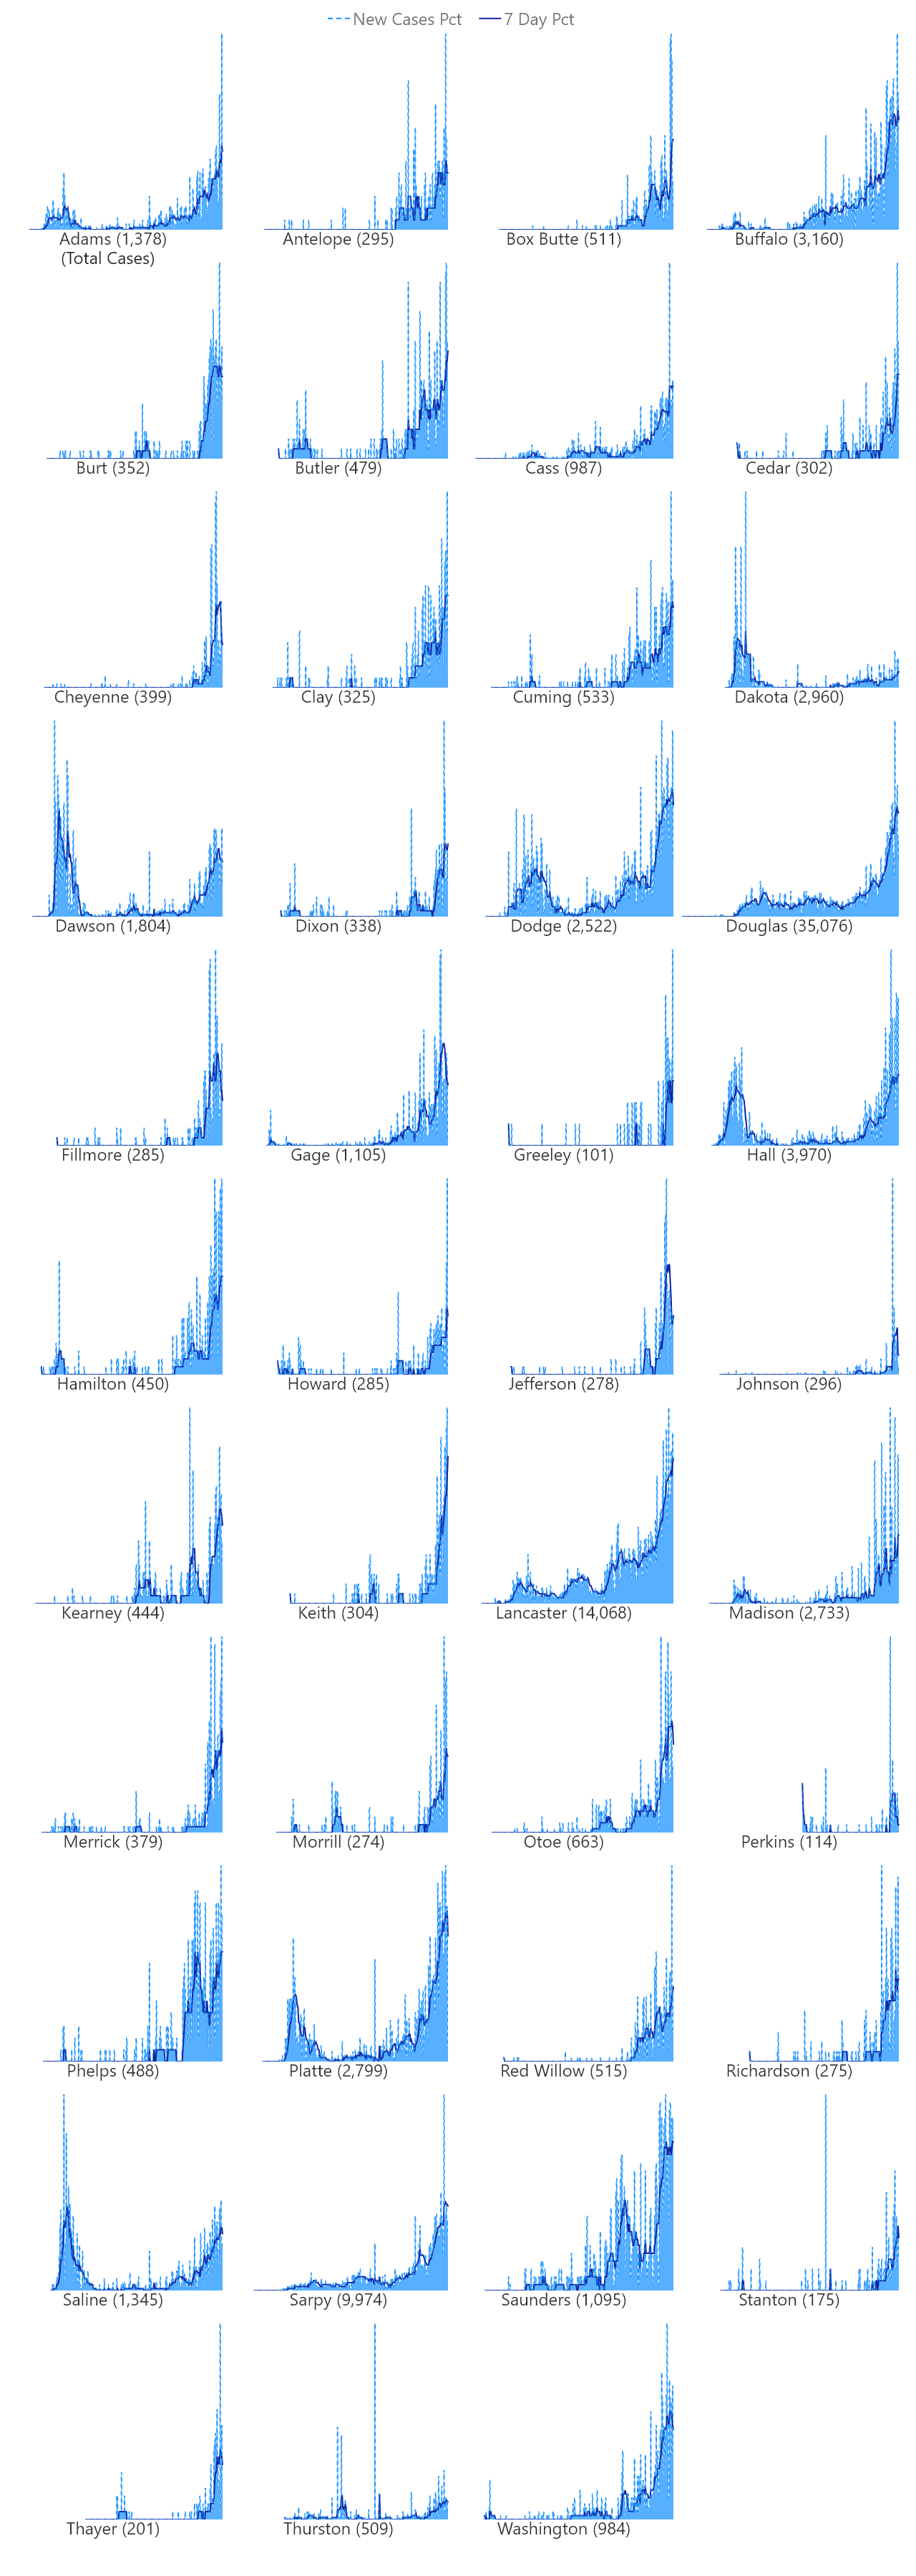 New Cases Pct 7 Day Pct
Adams (1,378) Antelope (295) Box Butte (511) Buffalo (3,160)
(Total Cases)
Burt (352) Butler (479) Cass (987) Cedar (302)
Cheyenne (399) Clay (325) Cuming (533) Dakota (2,960)
Dawson (1,804) Dixon (338) Dodge (2,522) Douglas (35,076)
Fillmore (285) Gage (1,105) Greeley (101) Hall (3,970)
Hamilton (450) Howard (285) Jefferson (278) Johnson (296)
Kearney (444) Keith (304) Lancaster (14,068) Madison (2,733)
Merrick (379) Morrill (274) Otoe (663) Perkins (114)
Phelps (488) Platte (2,799) Red Willow (515) Richardson (275)
Saline (1,345) Sarpy (9,974) Saunders (1,095) Stanton (175)
Thayer (201) Thurston (509) Washington (984)